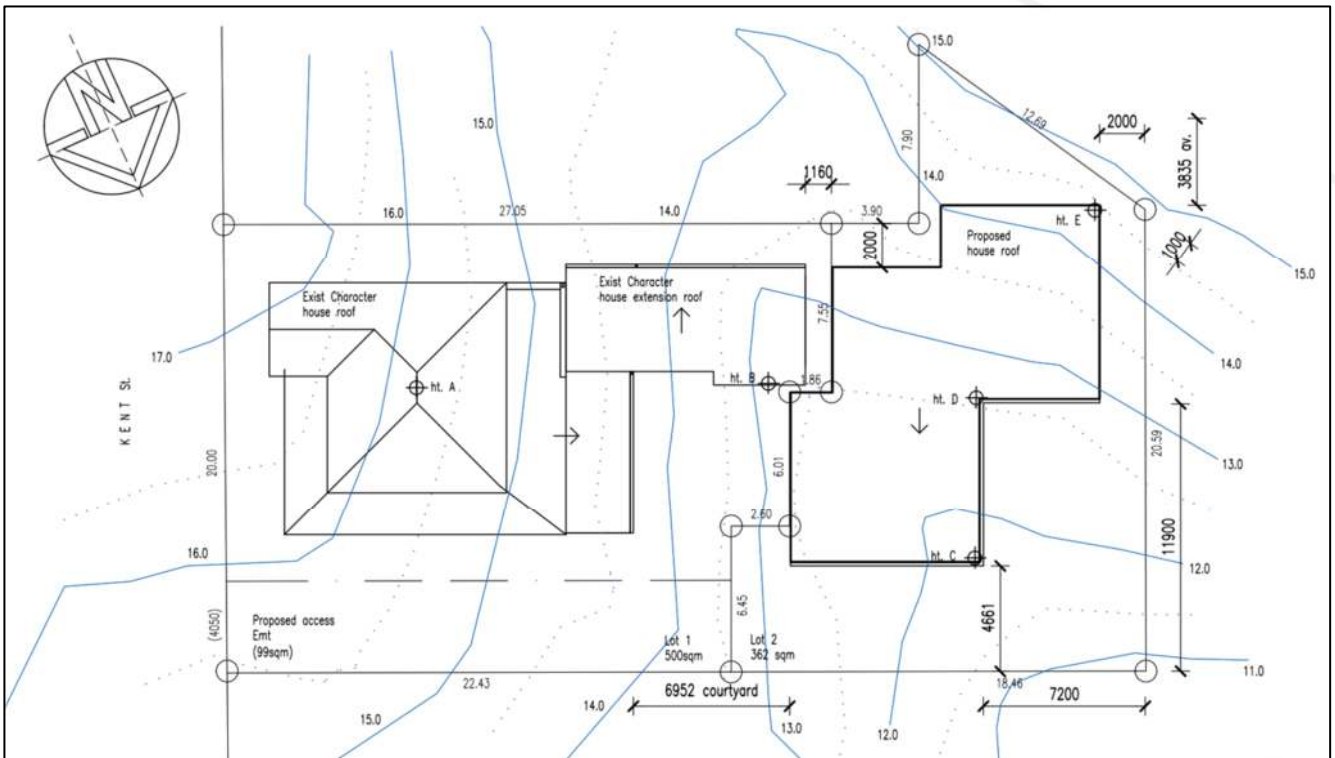 N
15.0
12.69
2000
3835 av.
15.0
7.90
1160
14.0
16.0
27.05
14.0
3.90
ht. E
2000
Proposed
house roof
1000
15.0
Exist Character
house roof
Exist Character
house extension roof
7.55
17.0
14.0
ht. A
ht. B
1.86
ht. D
KENT St.
20.00
6.01
20.59
13.0
2.60
11900
16.0
ht. C
12.0
(4050)
Proposed access
Emt
(99sqm)
6.45
4661
Lot 1
500sqm
Lot 2
362 sqm
11.0
22.43
18.46
6952 courtyard
7200
15.0
14.0
13.0
12.0